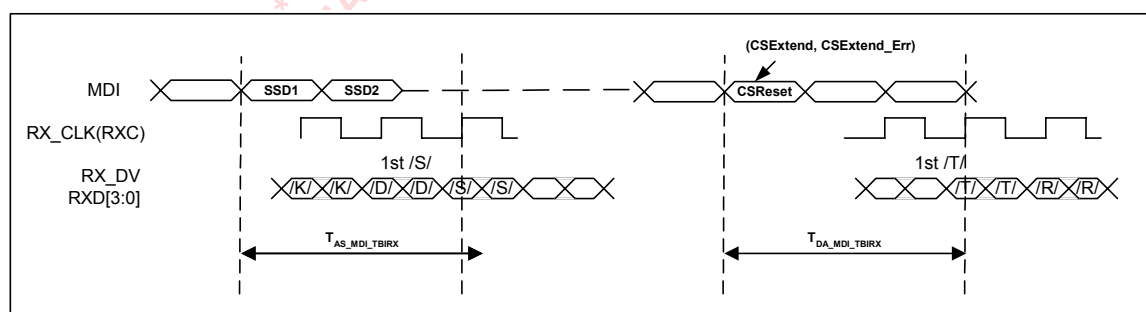 (CSExtend, CSExtend_Err)
MDI
SSD1
SSD2
CSReset
RX_CLK(RXC)
1st /S/
1st /T/
RX_DV
RXD[3:0]
/K/ /K/ /D/ /D/ /S/ /S/
/T/ /T/ /R/ /R/
TAS_MDI_TBIRX
TDA_MDI_TBIRX